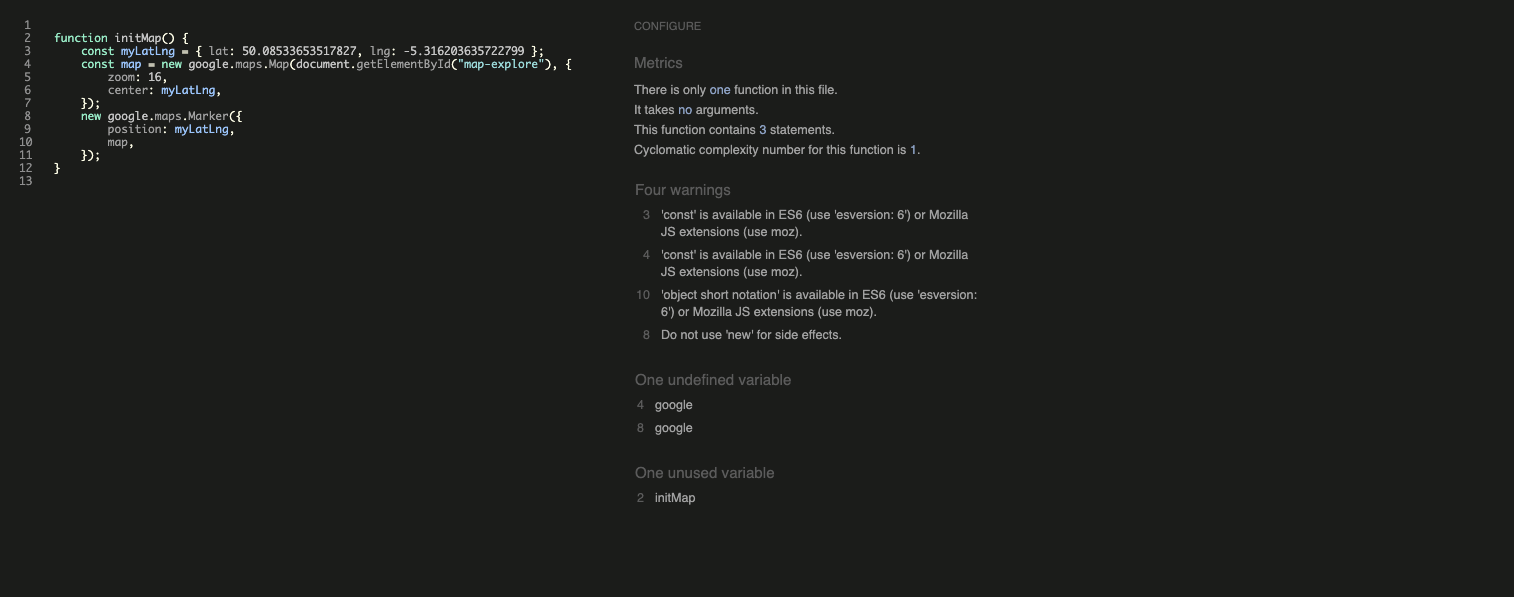 1
2 function initMap() {
3 const myLatLng = { lat: 50.08533653517827, lng: -5.316203635722799 };
4 const map = new google.maps.Map(document.getElementById("map-explore"), {
5 zoom: 16,
6 center: myLatLng,
7 });
8 new google.maps.Marker({
9 position: myLatLng,
10 map,
11 });
12 }
13
CONFIGURE
Metrics
There is only one function in this file.
It takes no arguments.
This function contains 3 statements.
Cyclomatic complexity number for this function is 1.
Four warnings
3 'const' is available in ES6 (use 'esversion: 6') or Mozilla
JS extensions (use moz).
4 'const' is available in ES6 (use 'esversion: 6') or Mozilla
JS extensions (use moz).
10 'object short notation' is available in ES6 (use 'esversion:
6') or Mozilla JS extensions (use moz).
8 Do not use 'new' for side effects.
One undefined variable
4 google
8 google
One unused variable
2 initMap